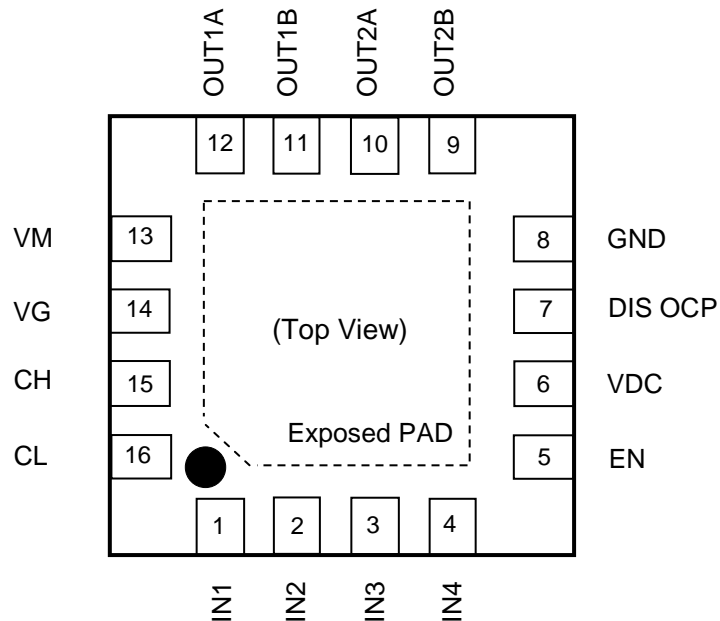 OUT1A
OUT1B
OUT2A
OUT2B
12
11
10
9
VM
13
8
GND
VG
14
(Top View)
7
DIS OCP
CH
15
6
VDC
CL
16
Exposed PAD
5
EN
1
2
3
4
IN1
IN2
IN3
IN4